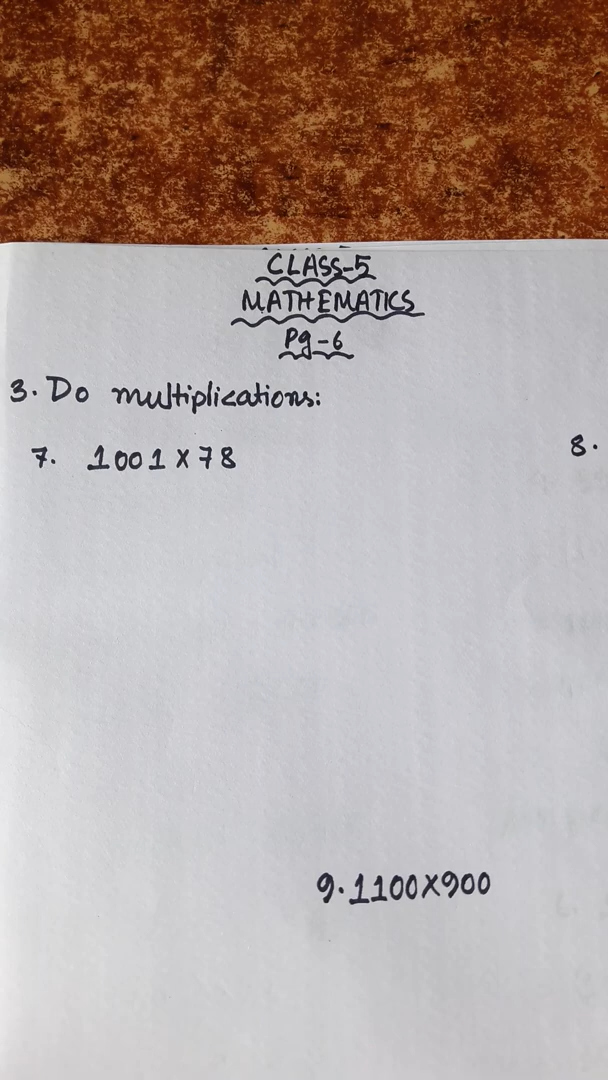 CLASS-5
MATHEMATICS
Pg-6
3. Do multiplications:
7. 1001 x 78
8.
9. 1100x900